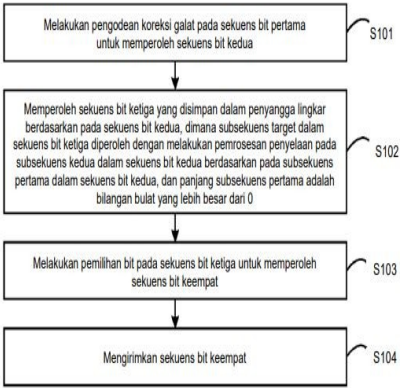 Melakukan pengodean koreksi galat pada sekuens bit pertama
untuk memperoleh sekuens bit kedua
S101
Memperoleh sekuens bit ketiga yang disimpan dalam penyangga lingkar
berdasarkan pada sekuens bit kedua, dimana subsekuens target dalam
sekuens bit ketiga diperoleh dengan melakukan pemrosesan penyelaan pada
subsekuens kedua dalam sekuens bit kedua berdasarkan pada subsekuens
pertama dalam sekuens bit kedua, dan panjang subsekuens pertama adalah
bilangan bulat yang lebih besar dari 0
S102
Melakukan pemilihan bit pada sekuens bit ketiga untuk memperoleh
sekuens bit keempat
S103
Mengirimkan sekuens bit keempat
S104